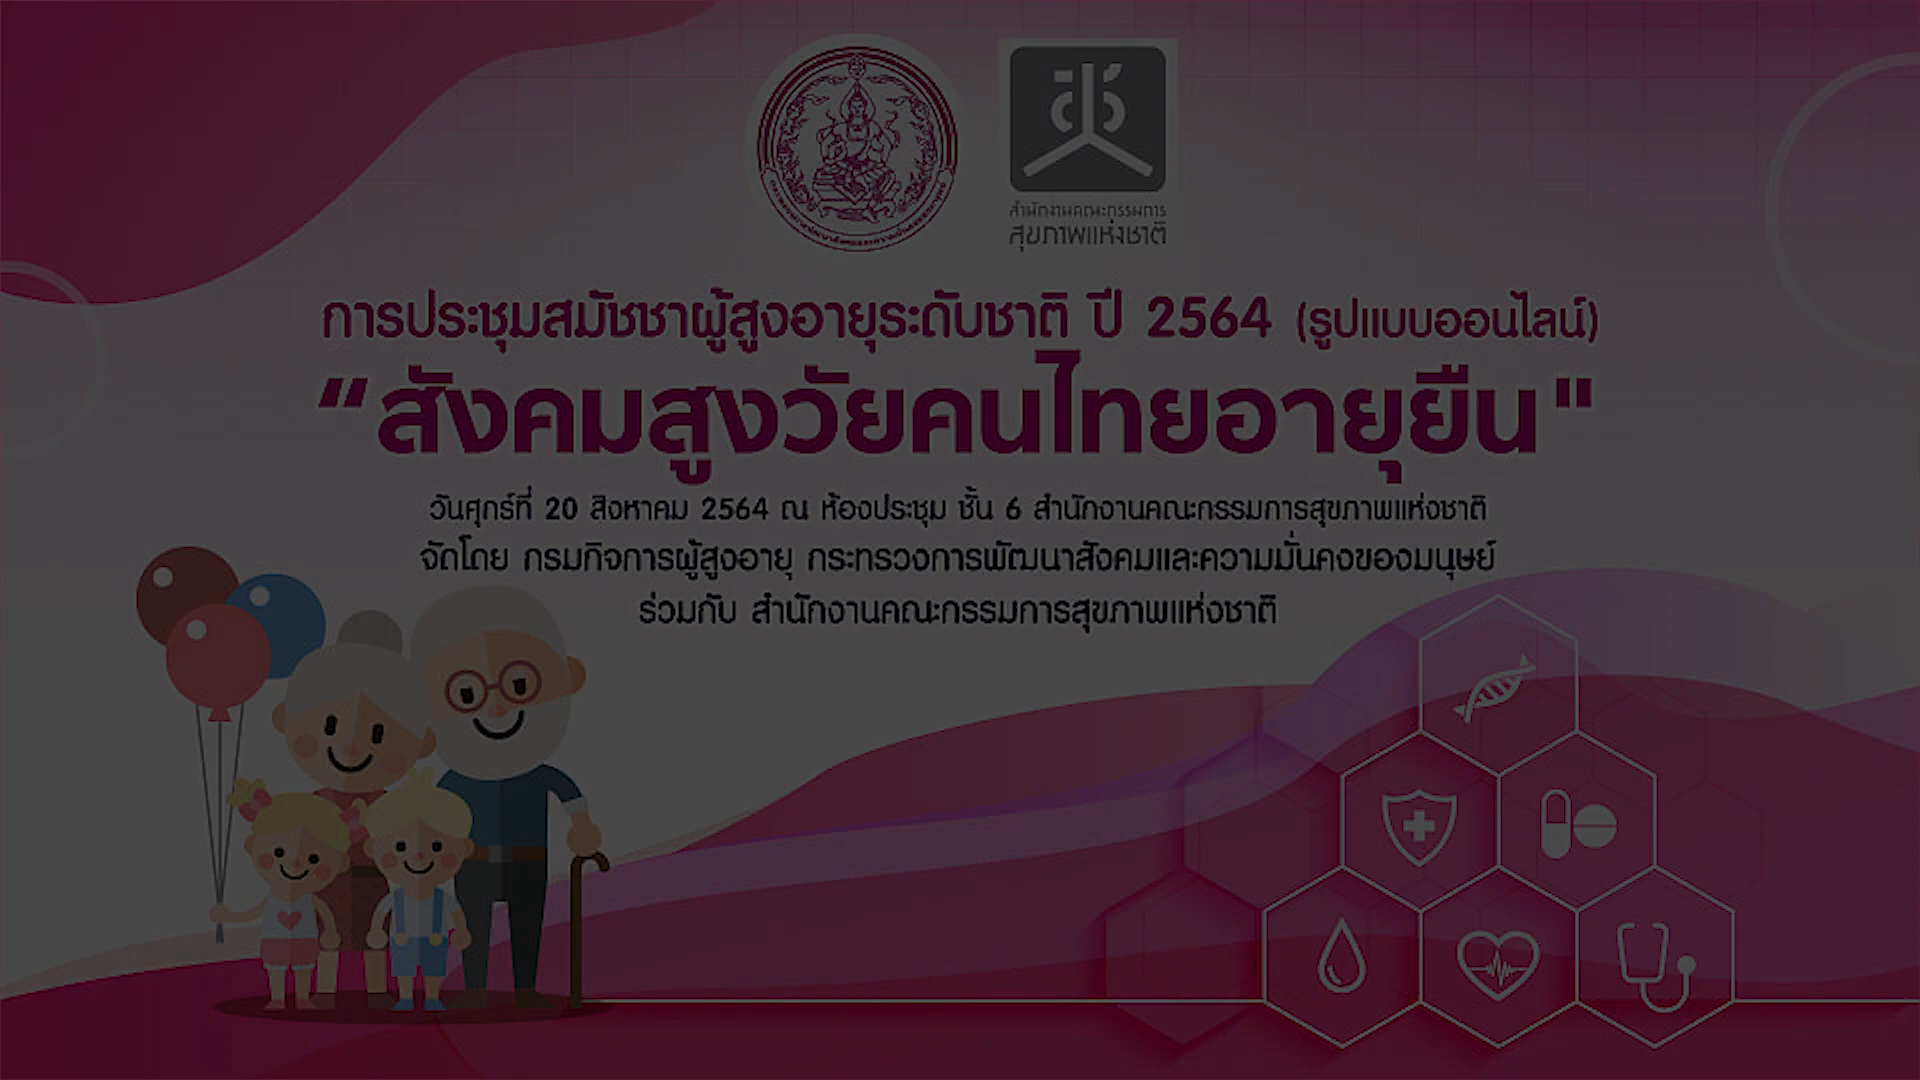 สำนักงานคณะกรรมการ
สุขภาพแห่งชาติ
การประชุมสมัชชาผู้สูงอายุระดับชาติ ปี 2564 (รูปแบบออนไลน์)
“สังคมสูงวัยคนไทยอายุยืน"
วันศุกร์ที่ 20 สิงหาคม 2564 ณ ห้องประชุม ชั้น 6 สำนักงานคณะกรรมการสุขภาพแห่งชาติ
จัดโดย กรมกิจการผู้สูงอายุ กระทรวงการพัฒนาสังคมและความมั่นคงของมนุษย์
ร่วมกับ สำนักงานคณะกรรมการสุขภาพแห่งชาติ